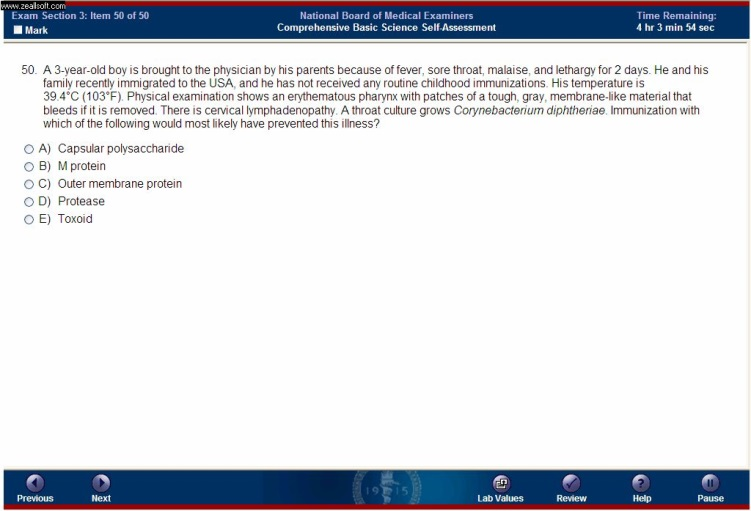 www.zeallsoft.com
Exam Section 3: Item 50 of 50
National Board of Medical Examiners
Time Remaining:
Mark
Comprehensive Basic Science Self-Assessment
4 hr 3 min 54 sec
50. A 3-year-old boy is brought to the physician by his parents because of fever, sore throat, malaise, and lethargy for 2 days. He and his
family recently immigrated to the USA, and he has not received any routine childhood immunizations. His temperature is
39.4°C (103°F). Physical examination shows an erythematous pharynx with patches of a tough, gray, membrane-like material that
bleeds if it is removed. There is cervical lymphadenopathy. A throat culture grows Corynebacterium diphtheriae. Immunization with
which of the following would most likely have prevented this illness?
A) Capsular polysaccharide
B) M protein
C) Outer membrane protein
D) Protease
E) Toxoid
1915
Previous
Next
Lab Values
Review
Help
Pause